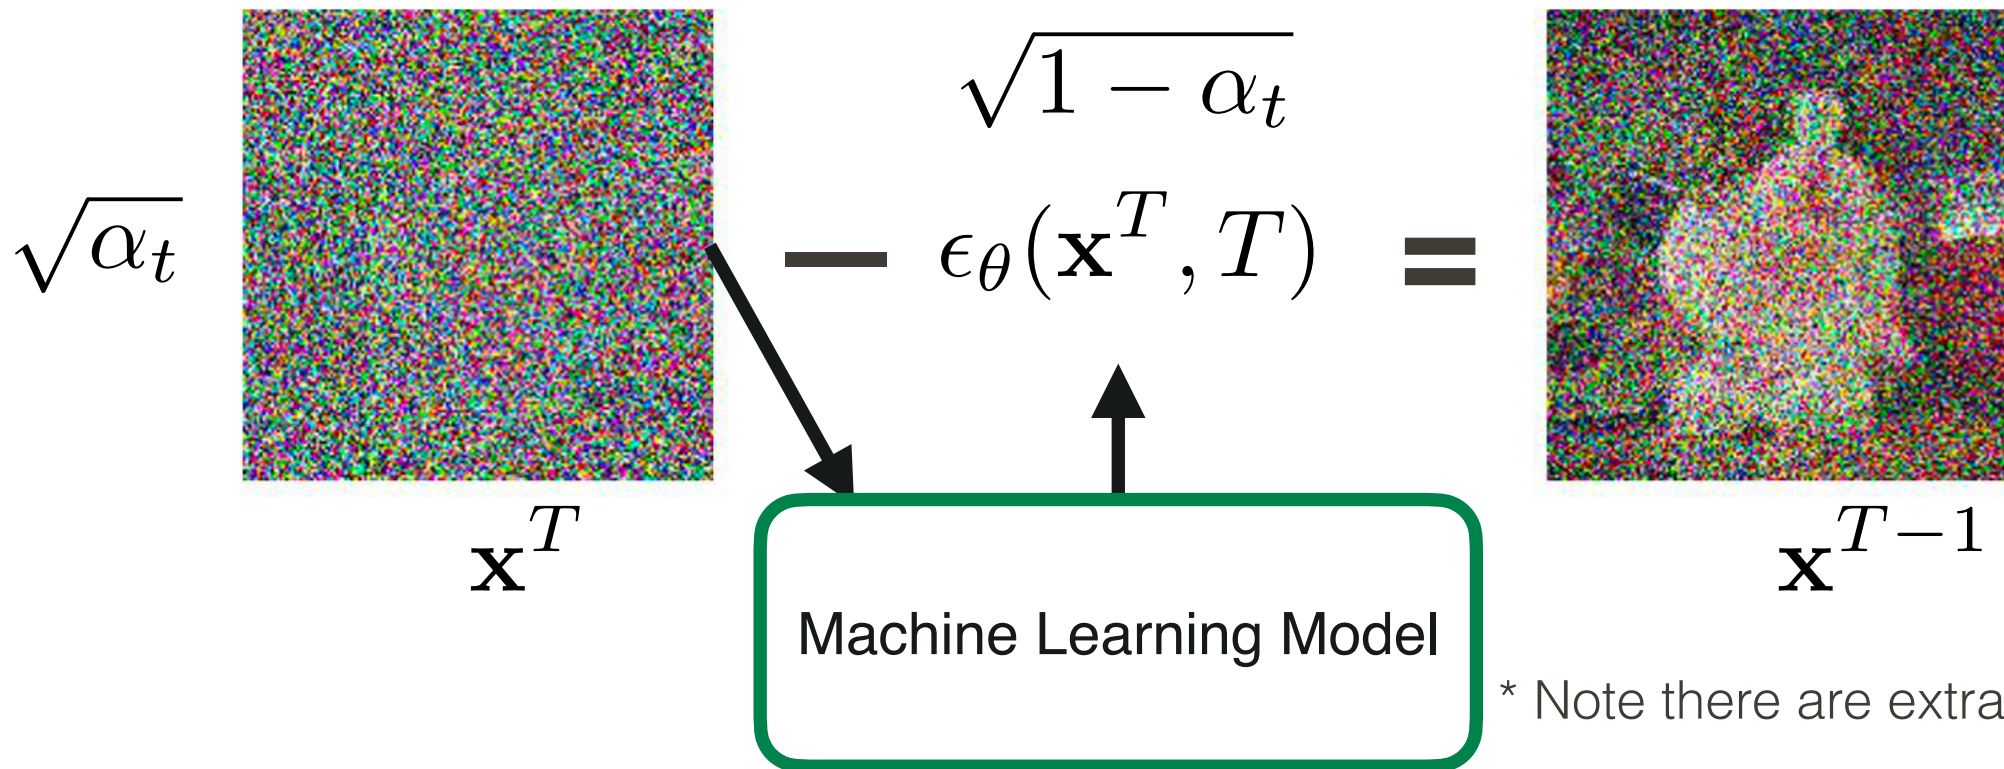 √(1 − α_t)
√(α_t) — ϵ_θ(𝐱^T, T) =
𝐱^T
𝐱^{T−1}
Machine Learning Model
* Note there are extra